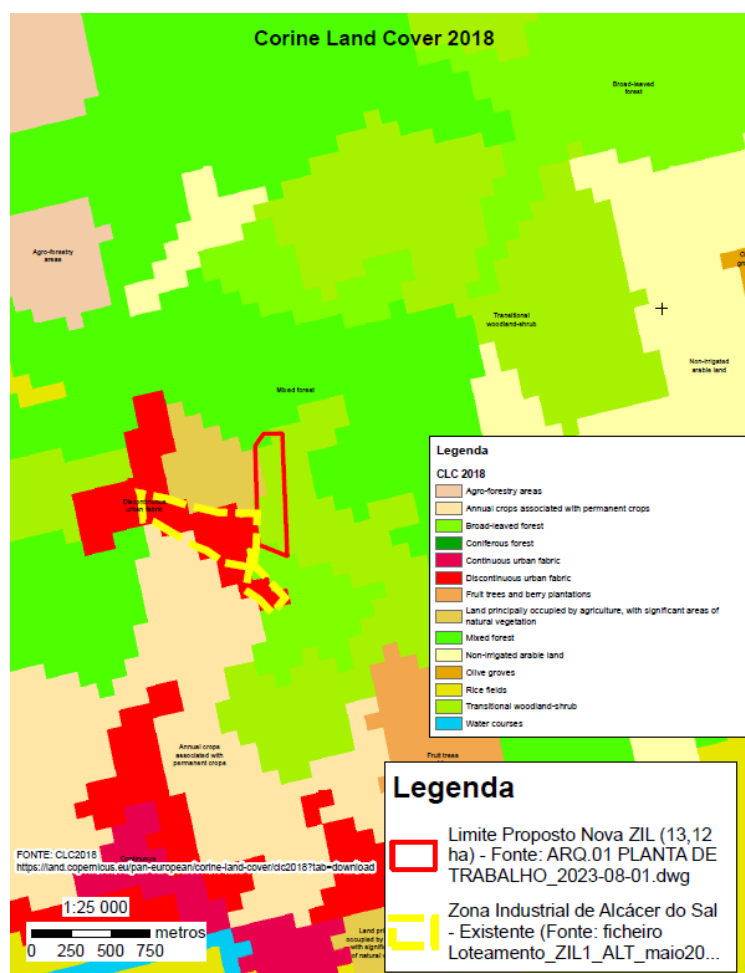 Corine Land Cover 2018
Broad-leaved
forest
Agro-forestry
areas
Transitional
woodland-shrub
Non-irrigated
arable land
Mixed forest
Discontinuous
urban fabric
Legenda
CLC 2018
Agro-forestry areas
Annual crops associated with permanent crops
Broad-leaved forest
Coniferous forest
Continuous urban fabric
Discontinuous urban fabric
Fruit trees and berry plantations
Land principally occupied by agriculture, with significant areas of
natural vegetation
Mixed forest
Non-irrigated arable land
Olive groves
Rice fields
Transitional woodland-shrub
Water courses
Annual crops
associated with
permanent crops
Fruit trees
Legenda
Limite Proposto Nova ZIL (13,12
ha) - Fonte: ARQ.01 PLANTA DE
TRABALHO_2023-08-01.dwg
Zona Industrial de Alcácer do Sal
- Existente (Fonte: ficheiro
Loteamento_ZIL1_ALT_maio20...
FONTE: CLC2018
https://land.copernicus.eu/pan-european/corine-land-cover/clc2018?tab=download
1:25 000
metros
0 250 500 750
occupied by
with signifi
of natural